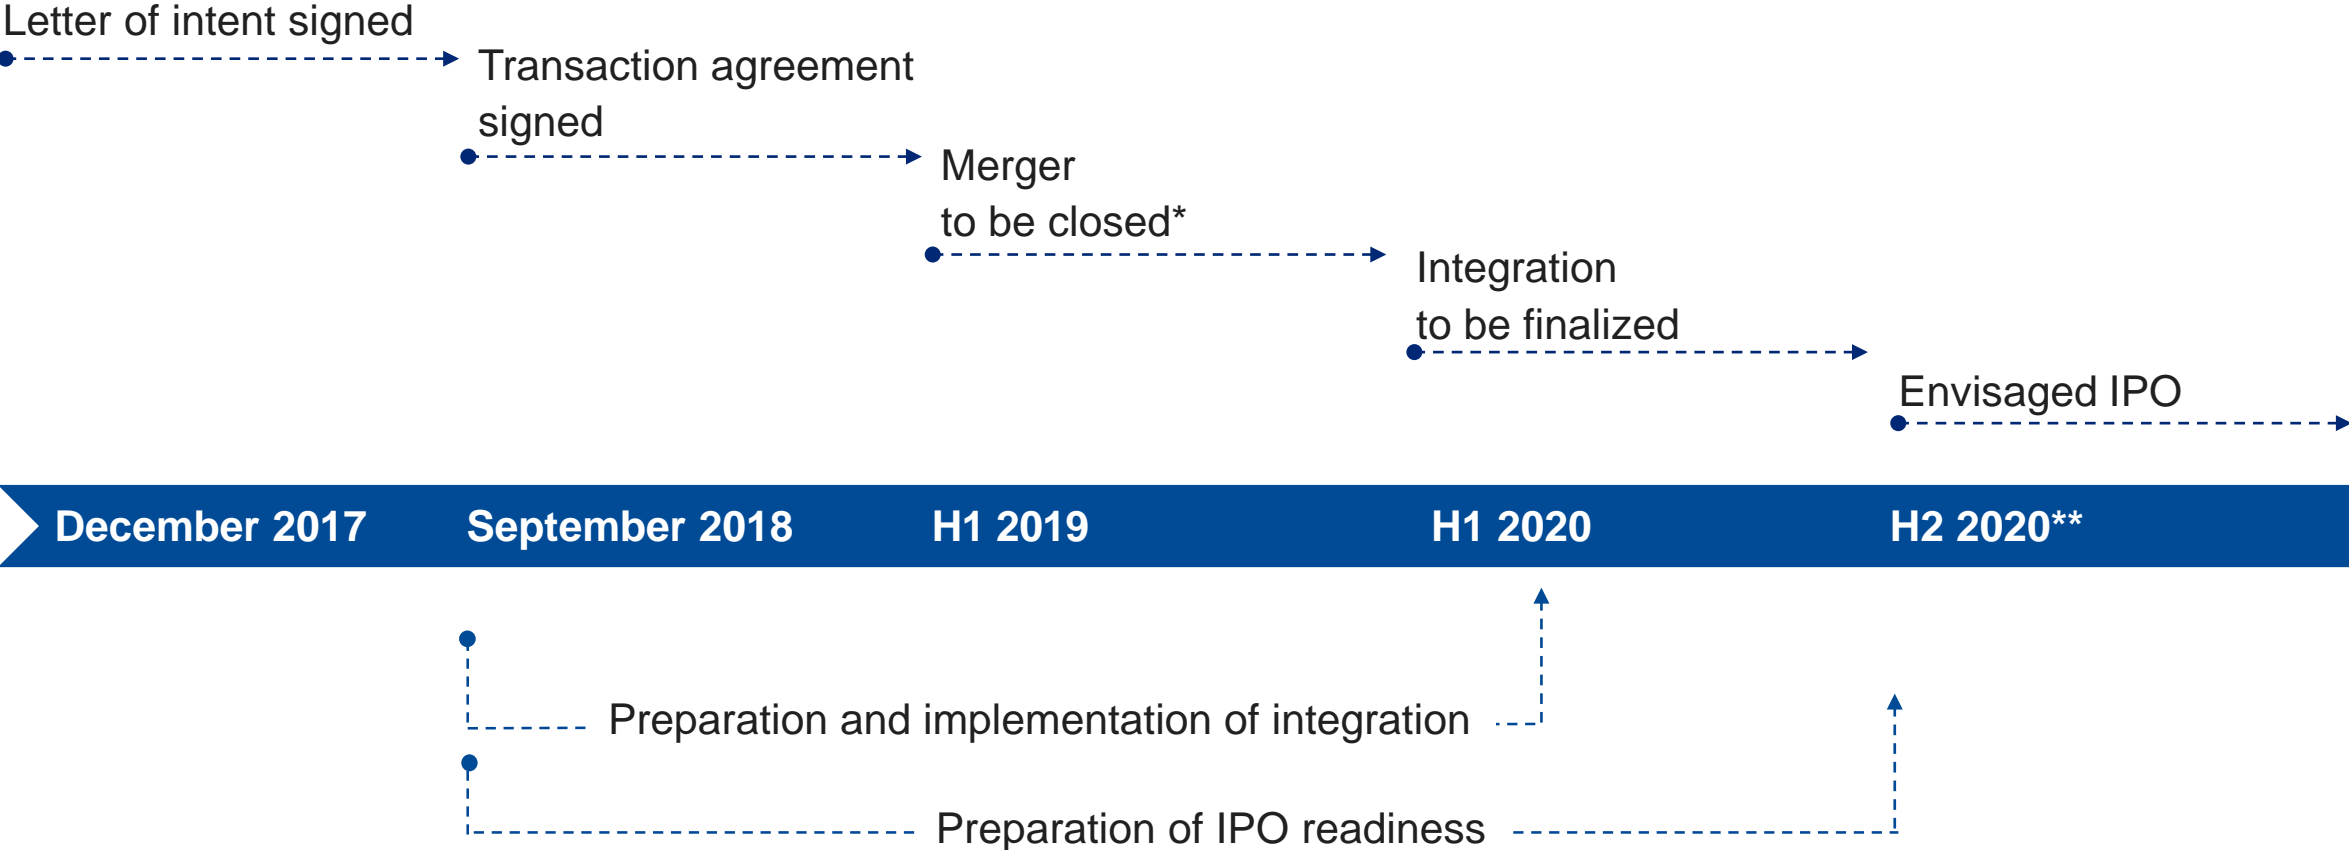 Letter of intent signed
Transaction agreement
signed
Merger
to be closed*
Integration
to be finalized
Envisaged IPO
December 2017
September 2018
H1 2019
H1 2020
H2 2020**
Preparation and implementation of integration
Preparation of IPO readiness